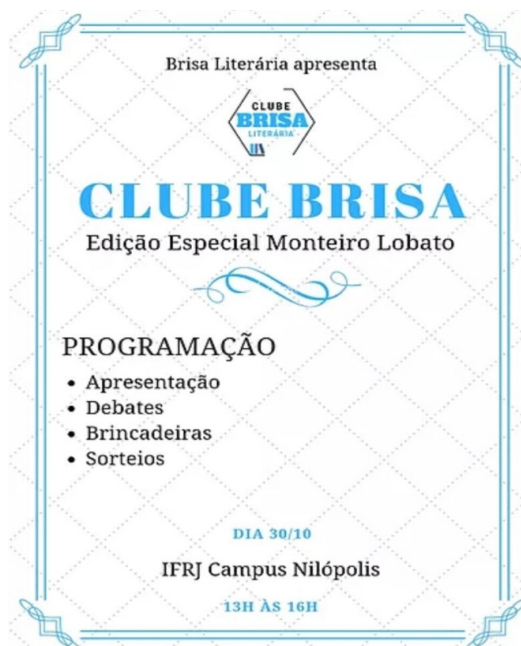 Brisa Literária apresenta
CLUBE
BRISA
LITERÁRIA
CLUBE BRISA
Edição Especial Monteiro Lobato
PROGRAMAÇÃO
• Apresentação
• Debates
• Brincadeiras
• Sorteios
DIA 30/10
IFRJ Campus Nilópolis
13H ÀS 16H